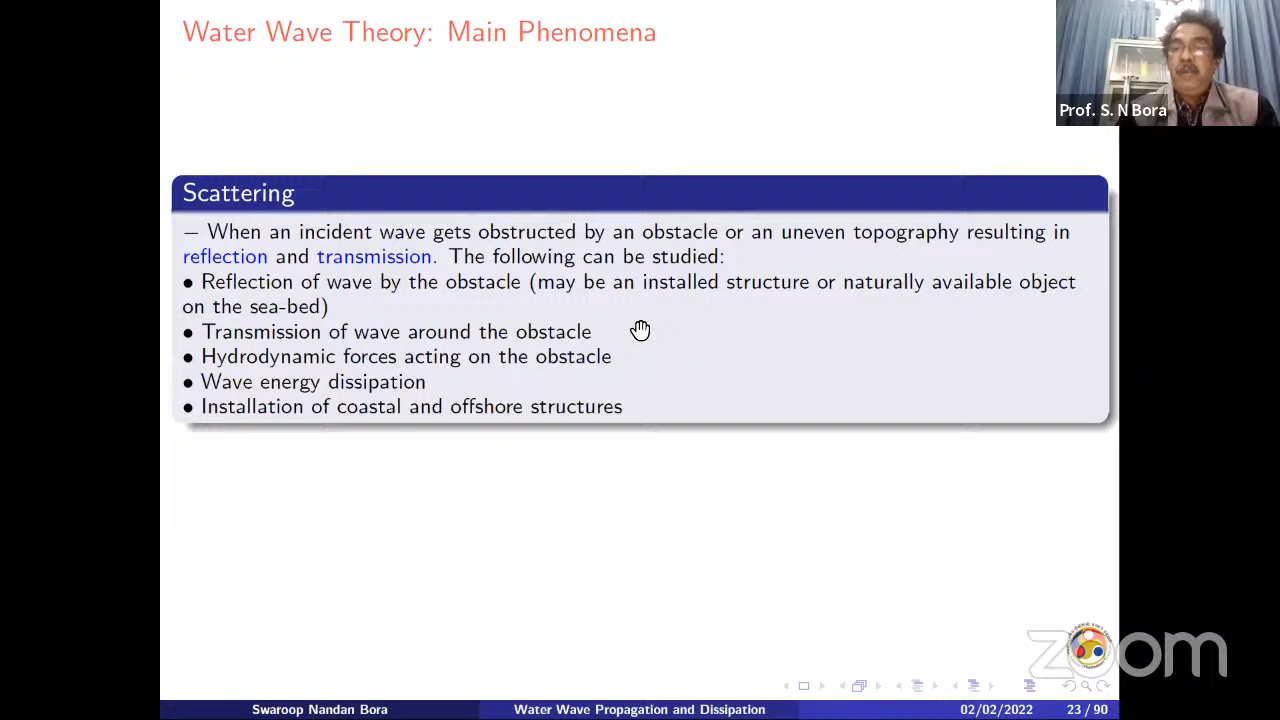 Water Wave Theory: Main Phenomena
Prof. S. N Bora
Scattering
– When an incident wave gets obstructed by an obstacle or an uneven topography resulting in
reflection and transmission. The following can be studied:
• Reflection of wave by the obstacle (may be an installed structure or naturally available object
on the sea-bed)
• Transmission of wave around the obstacle
• Hydrodynamic forces acting on the obstacle
• Wave energy dissipation
• Installation of coastal and offshore structures
zoom
Swaroop Nandan Bora Water Wave Propagation and Dissipation 02/02/2022 23 / 90